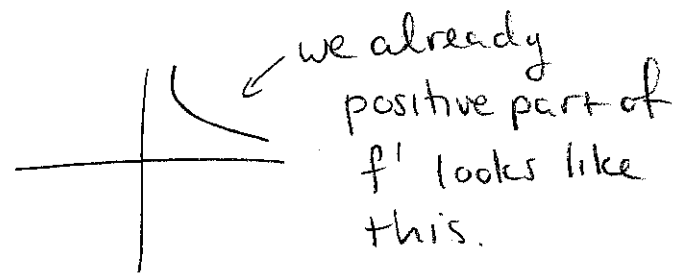 we already
positive part of
f' looks like
this.